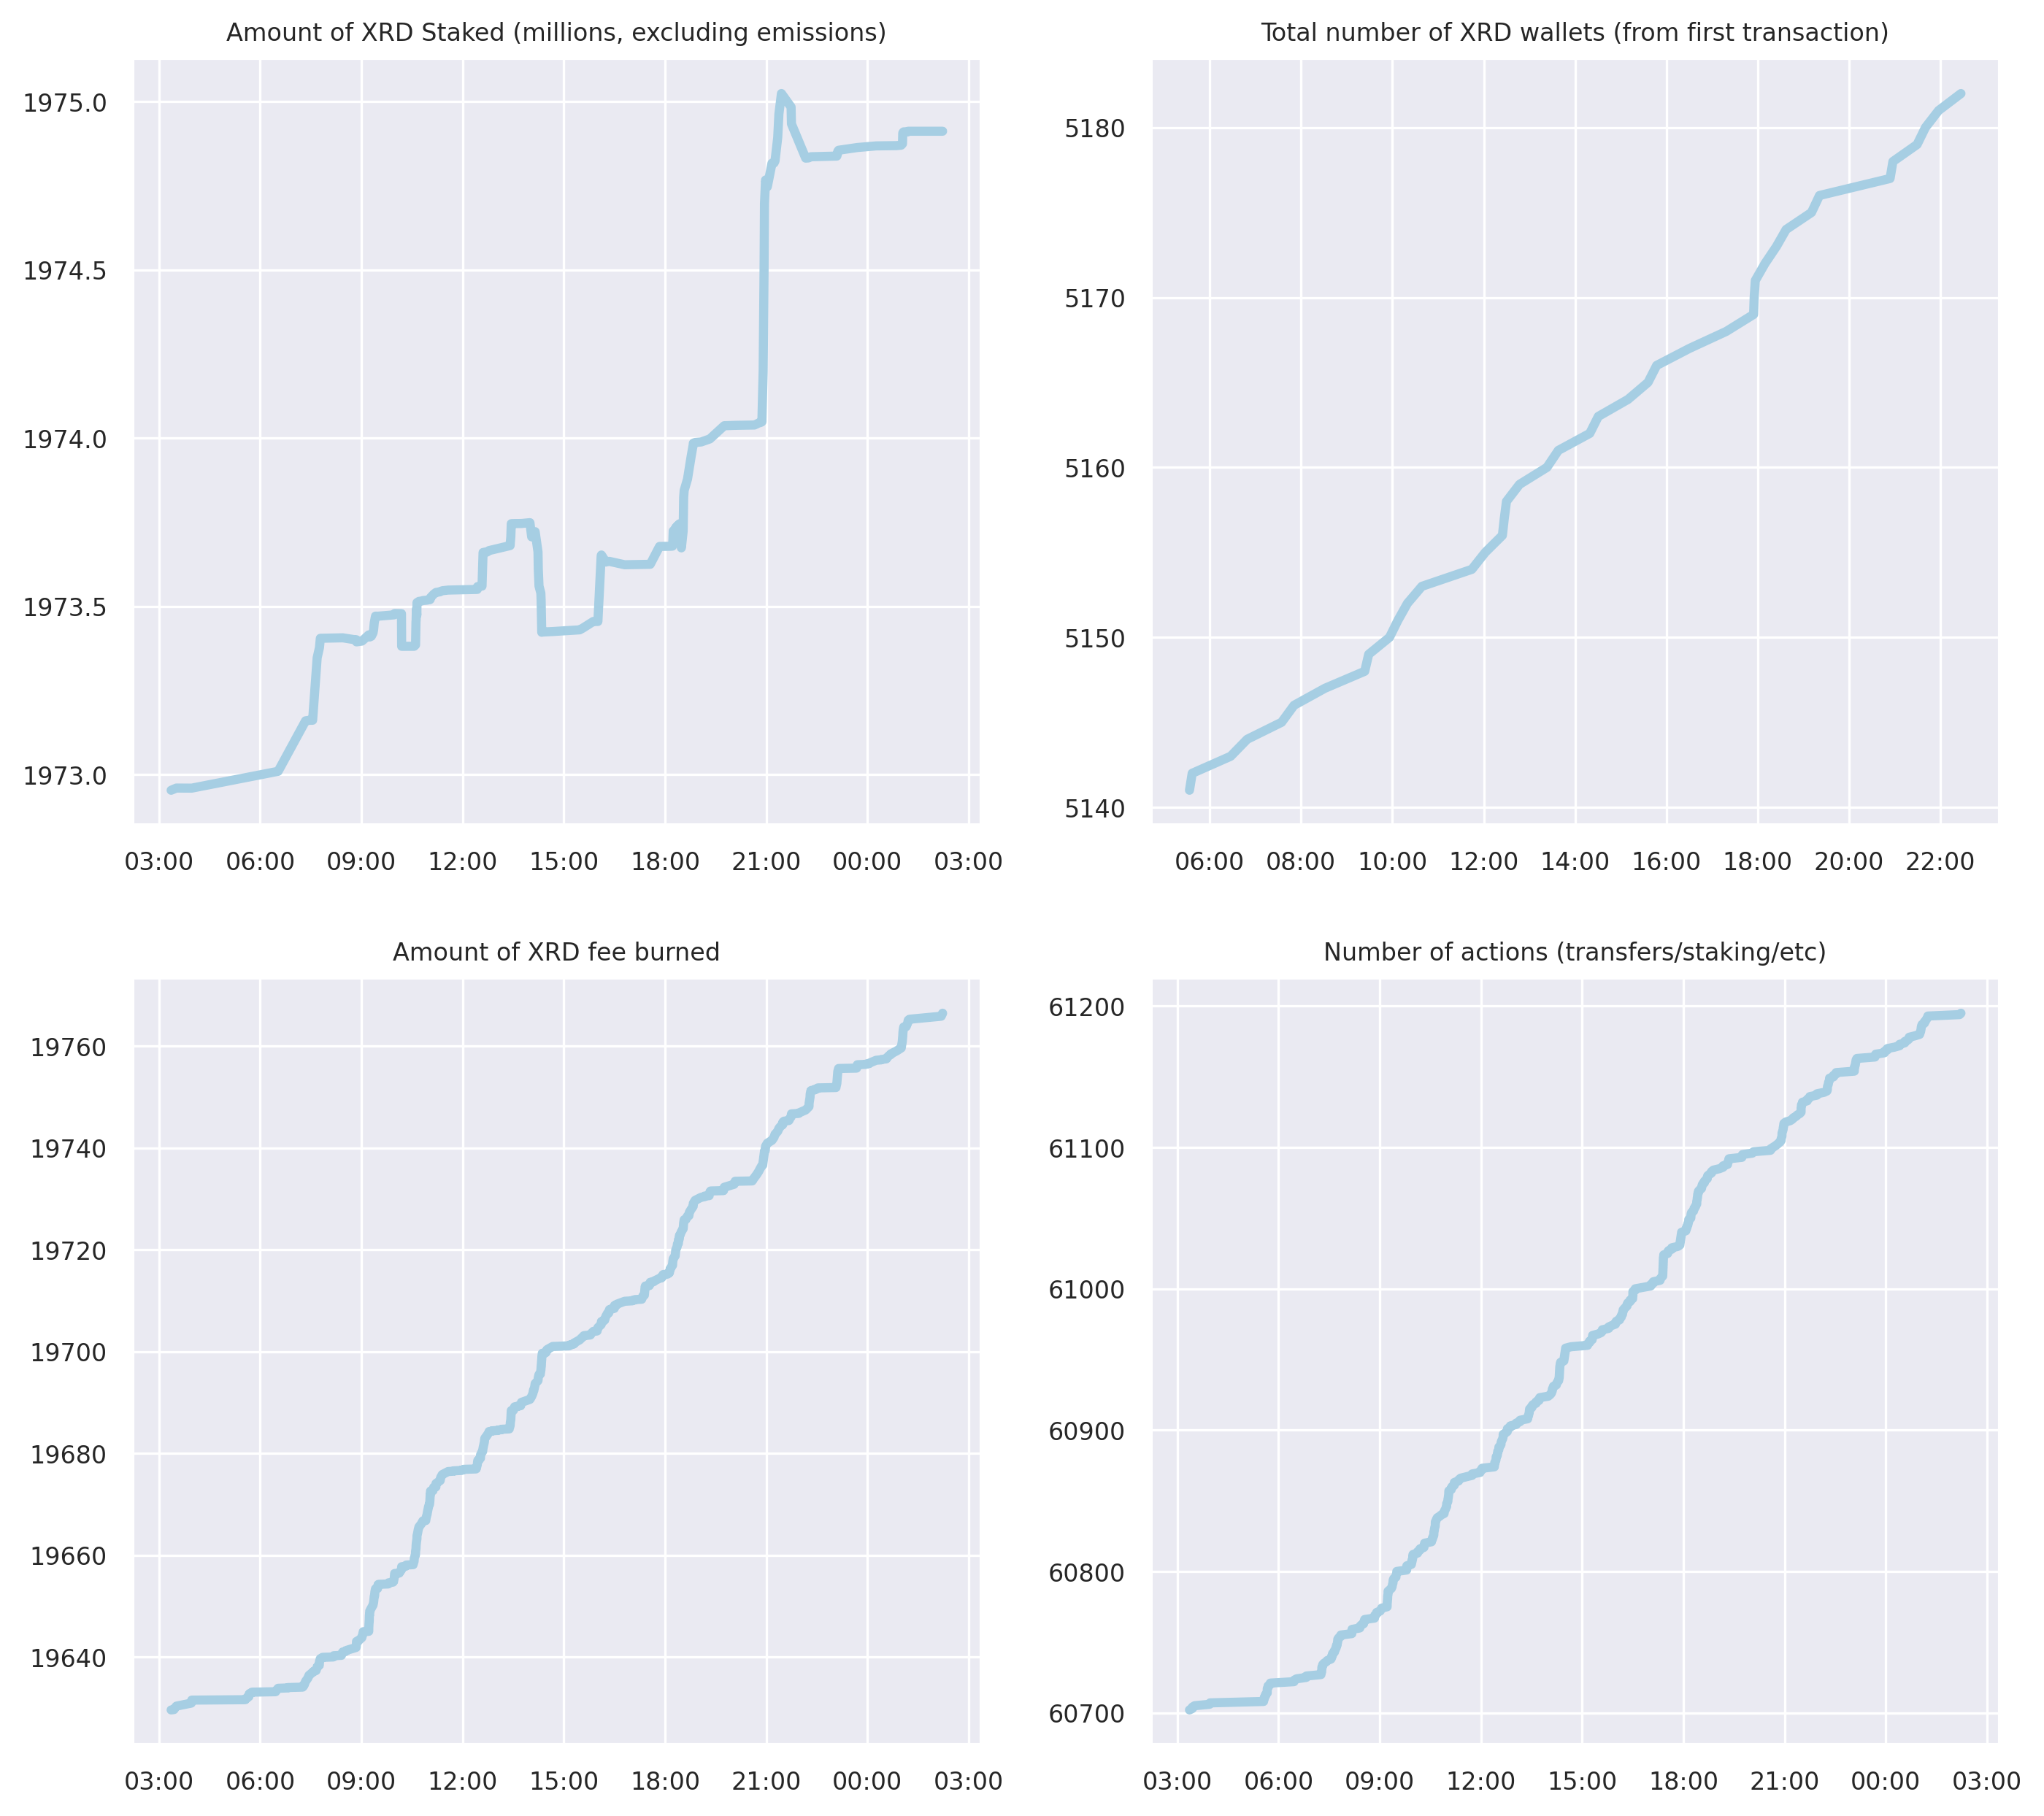 Amount of XRD Staked (millions, excluding emissions)
1975.0
1974.5
1974.0
1973.5
1973.0
03:00 06:00 09:00 12:00 15:00 18:00 21:00 00:00 03:00
Total number of XRD wallets (from first transaction)
5180
5170
5160
5150
5140
06:00 08:00 10:00 12:00 14:00 16:00 18:00 20:00 22:00
Amount of XRD fee burned
19760
19740
19720
19700
19680
19660
19640
03:00 06:00 09:00 12:00 15:00 18:00 21:00 00:00 03:00
Number of actions (transfers/staking/etc)
61200
61100
61000
60900
60800
60700
03:00 06:00 09:00 12:00 15:00 18:00 21:00 00:00 03:00